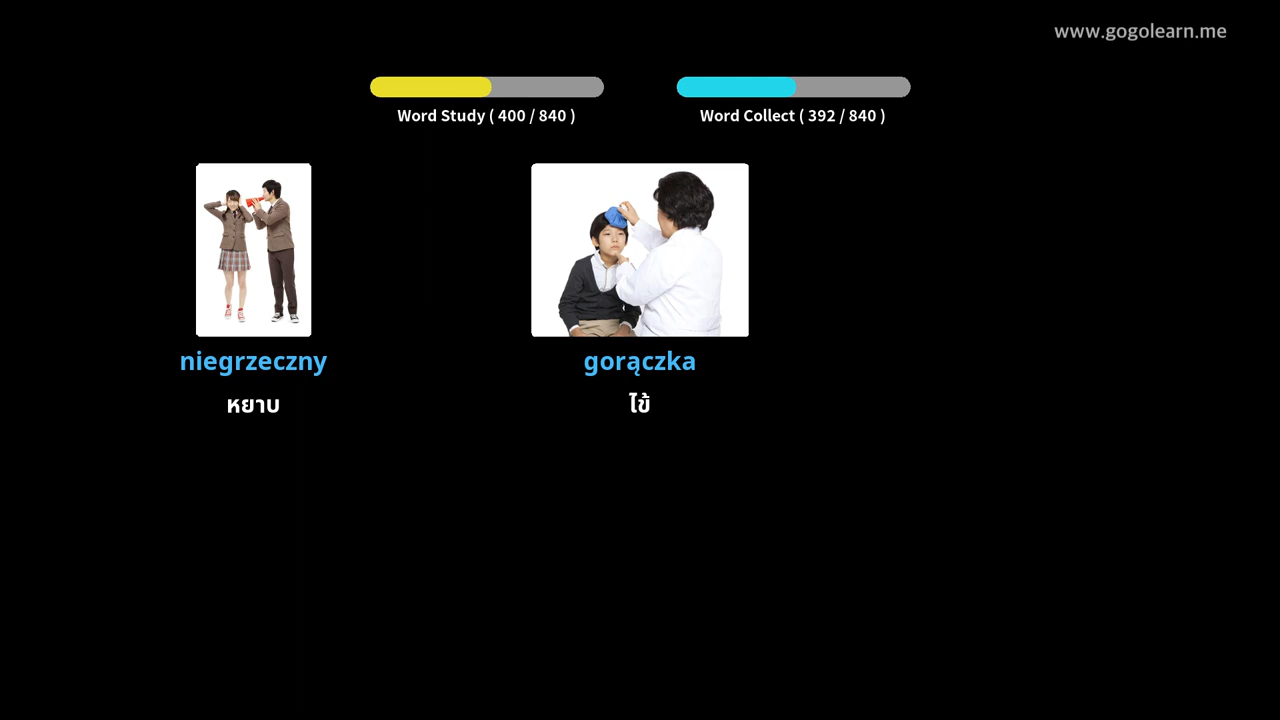 www.gogolearn.me
Word Study ( 400 / 840 )
Word Collect ( 392 / 840 )
niegrzeczny
หยาบ
gorączka
ไข้